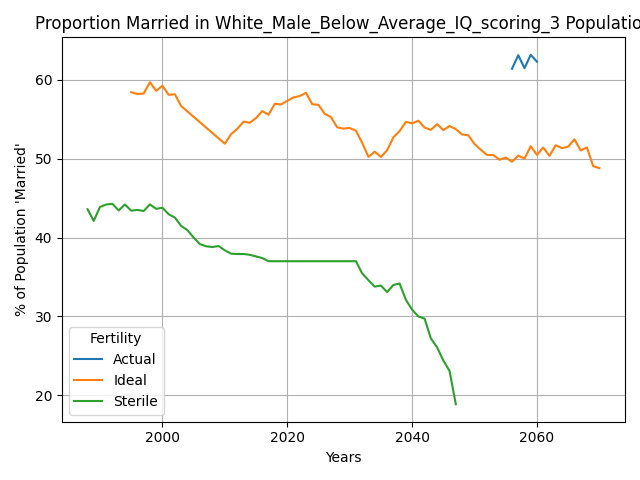 Proportion Married in White_Male_Below_Average_IQ_scoring_3 Populatio
% of Population 'Married'
60
50
40
30
20
Fertility
Actual
Ideal
Sterile
2000
2020
2040
2060
Years